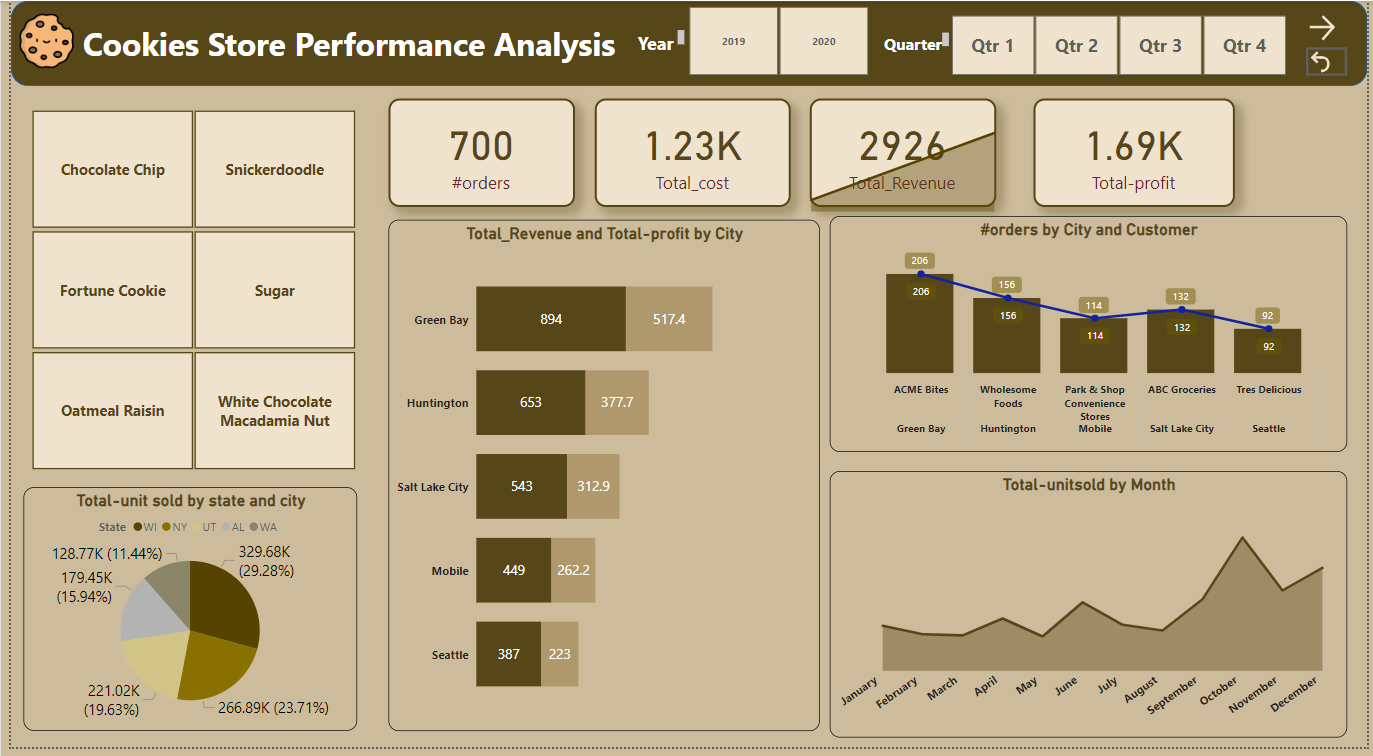 Cookies Store Performance Analysis
Year
2019
2020
Quarter
Qtr 1
Qtr 2
Qtr 3
Qtr 4
Chocolate Chip
Snickerdoodle
Fortune Cookie
Sugar
Oatmeal Raisin
White Chocolate
Macadamia Nut
700
#orders
1.23K
Total_cost
2926
Total_Revenue
1.69K
Total-profit
Total_Revenue and Total-profit by City
Green Bay
894
517.4
Huntington
653
377.7
Salt Lake City
543
312.9
Mobile
449
262.2
Seattle
387
223
#orders by City and Customer
206
156
114
132
92
206
156
114
132
92
ACME Bites
Wholesome
Foods
Park & Shop
Convenience
Stores
ABC Groceries
Tres Delicious
Green Bay
Huntington
Mobile
Salt Lake City
Seattle
Total-unit sold by state and city
State WI NY UT AL WA
128.77K (11.44%)
329.68K
(29.28%)
179.45K
(15.94%)
221.02K
(19.63%)
266.89K (23.71%)
Total-unitsold by Month
January
February
March
April
May
June
July
August
September
October
November
December